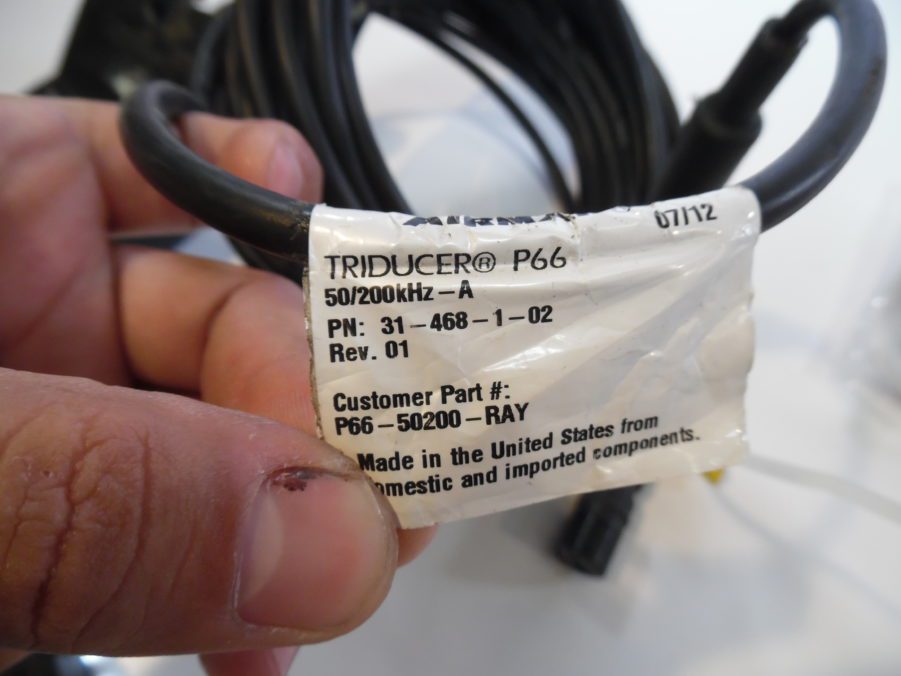 07/12
TRIDUCER® P66
50/200kHz-A
PN: 31-468-1-02
Rev. 01
Customer Part #:
P66-50200-RAY
Made in the United States from
omestic and imported components.